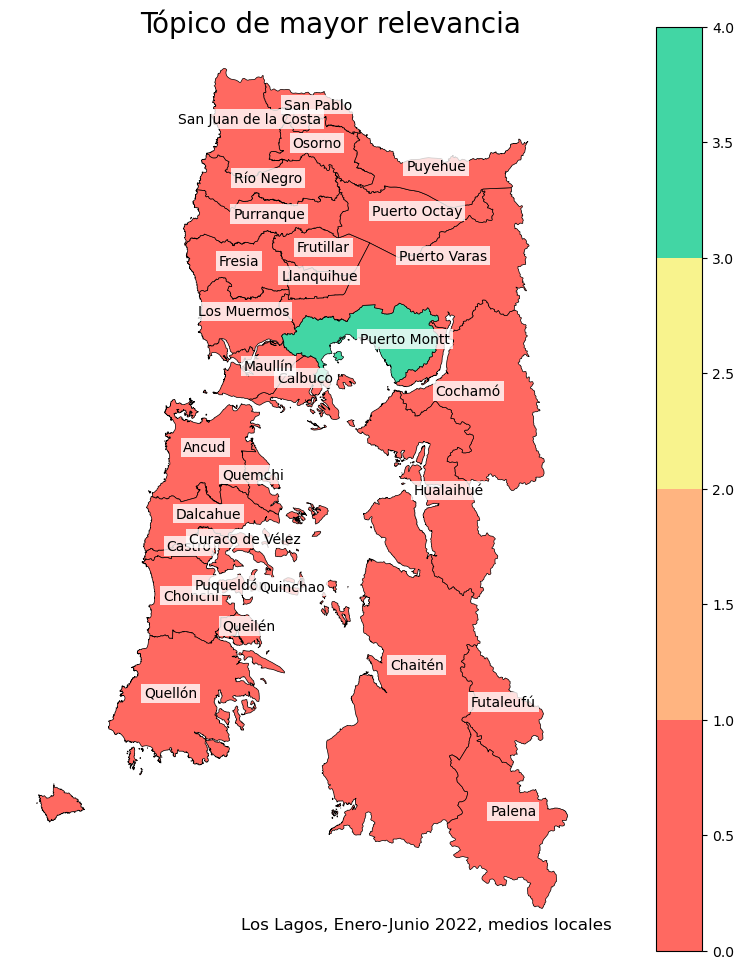 Tópico de mayor relevancia
4.0
San Pablo
San Juan de la Costa
Osorno
3.5
Puyehue
Río Negro
Puerto Octay
Purranque
Frutillar
Puerto Varas
Fresia
3.0
Llanquihue
Los Muermos
Puerto Montt
Maullín
2.5
Calbuco
Cochamó
Ancud
Quemchi
2.0
Hualaihué
Dalcahue
Curaco de Vélez
Castro
Puqueldó
Quinchao
Chonchi
1.5
Queilén
Chaitén
Quellón
Futaleufú
1.0
Palena
0.5
Los Lagos, Enero-Junio 2022, medios locales
0.0